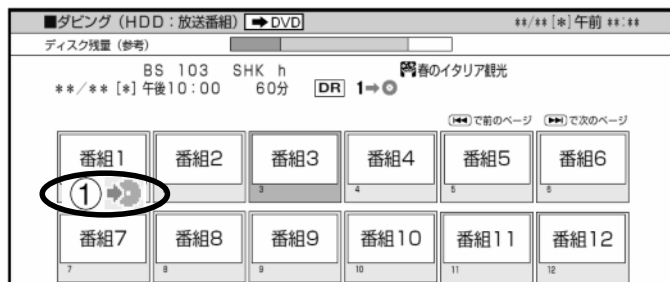 ■ダビング（HDD：放送番組）➡DVD **/** [*] 午前 **:**
ディスク残量（参考）
BS 103 SHK h 春のイタリア観光
**/** [*] 午後10:00 60分 DR 1➡
⏮で前のページ ⏭で次のページ
番組1 番組2 番組3 番組4 番組5 番組6
①➡ 3 4 5 6
番組7 番組8 番組9 番組10 番組11 番組12
7 8 9 10 11 12